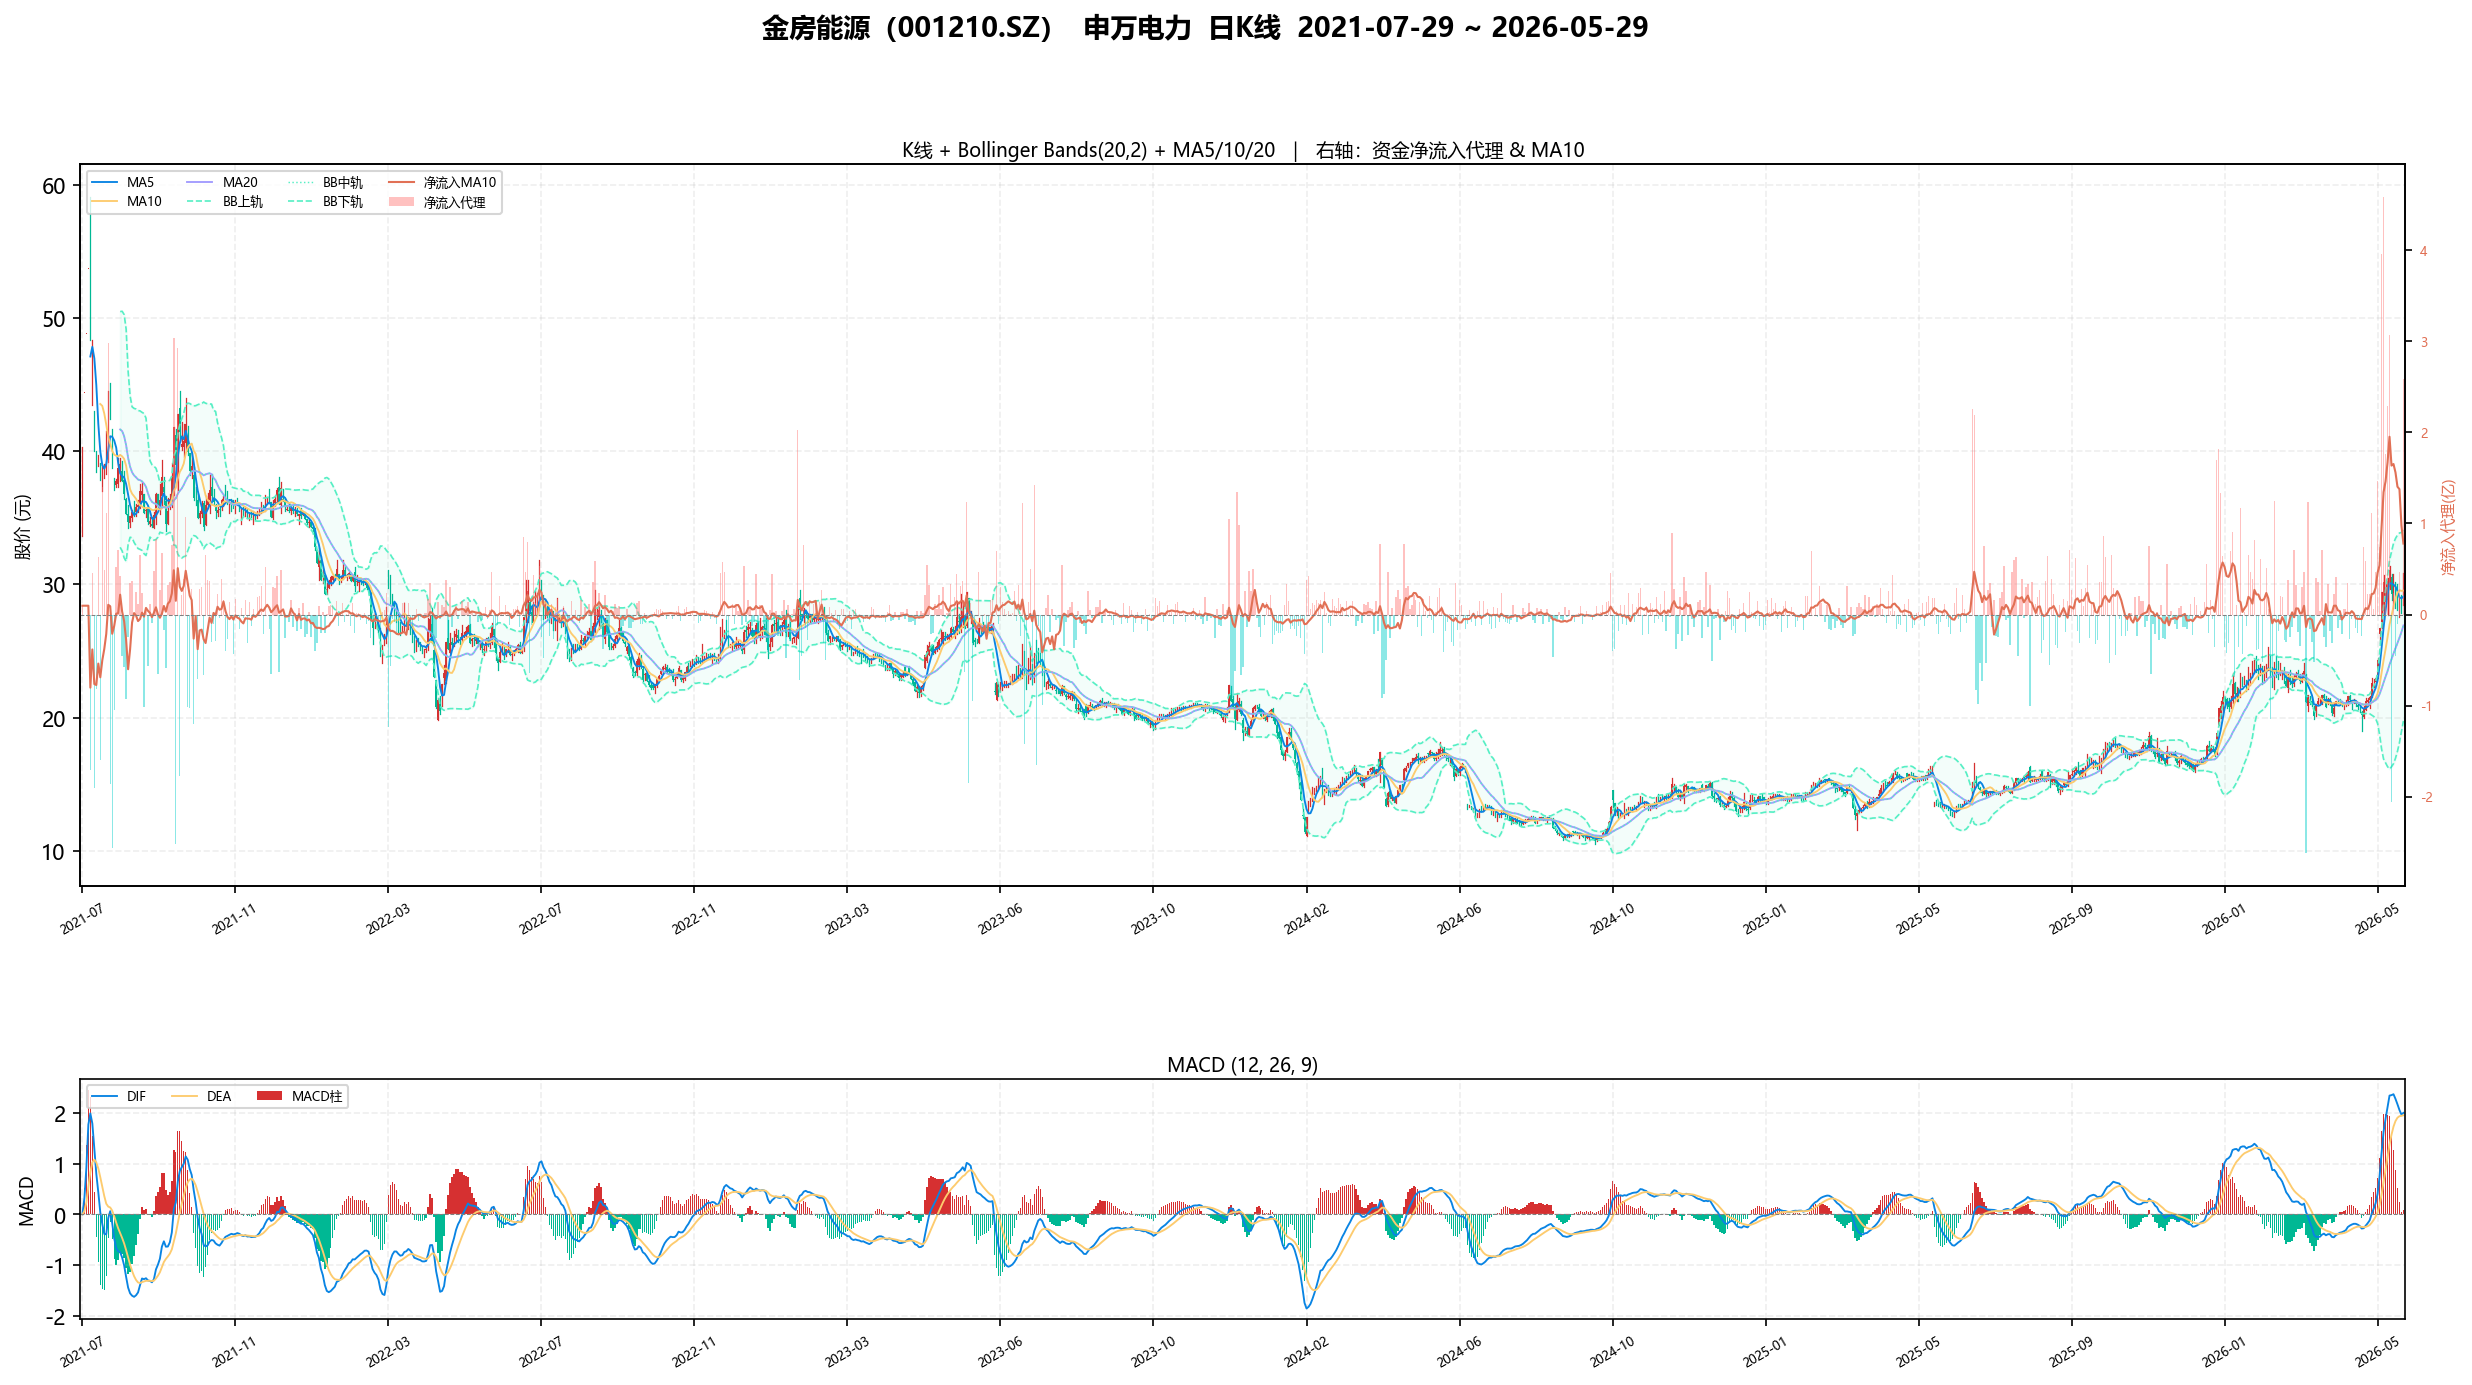 金房能源（001210.SZ） 申万电力 日K线 2021-07-29 ~ 2026-05-29
K线 + Bollinger Bands(20,2) + MA5/10/20 | 右轴：资金净流入代理 & MA10
MA5 MA20 BB中轨 净流入MA10
MA10 BB上轨 BB下轨 净流入代理
股价 (元)
60
50
40
30
20
10
净流入代理(亿)
4
3
2
1
0
-1
-2
2021-07 2021-11 2022-03 2022-07 2022-11 2023-03 2023-06 2023-10 2024-02 2024-06 2024-10 2025-01 2025-05 2025-09 2026-01 2026-05
MACD (12, 26, 9)
DIF DEA MACD柱
MACD
2
1
0
-1
-2
2021-07 2021-11 2022-03 2022-07 2022-11 2023-03 2023-06 2023-10 2024-02 2024-06 2024-10 2025-01 2025-05 2025-09 2026-01 2026-05